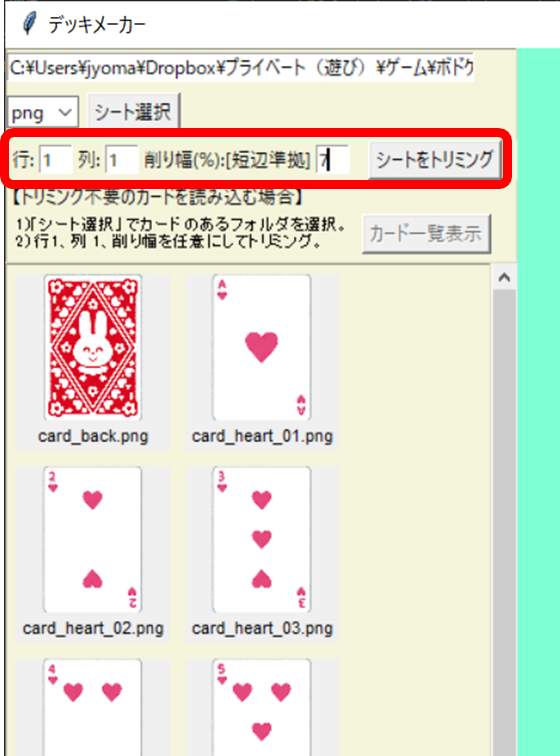 デッキメーカー
C:¥Users¥jyoma¥Dropbox¥プライベート（遊び）¥ゲーム¥ボドゲ
png シート選択
行: 1 列: 1 削り幅(%):[短辺準拠] 7 シートをトリミング
【トリミング不要のカードを読み込む場合】
1)「シート選択」でカードのあるフォルダを選択。
2)行1、列1、削り幅を任意にしてトリミング。
カード一覧表示
A
A
card_back.png card_heart_01.png
2 3
2 3
card_heart_02.png card_heart_03.png
4 5